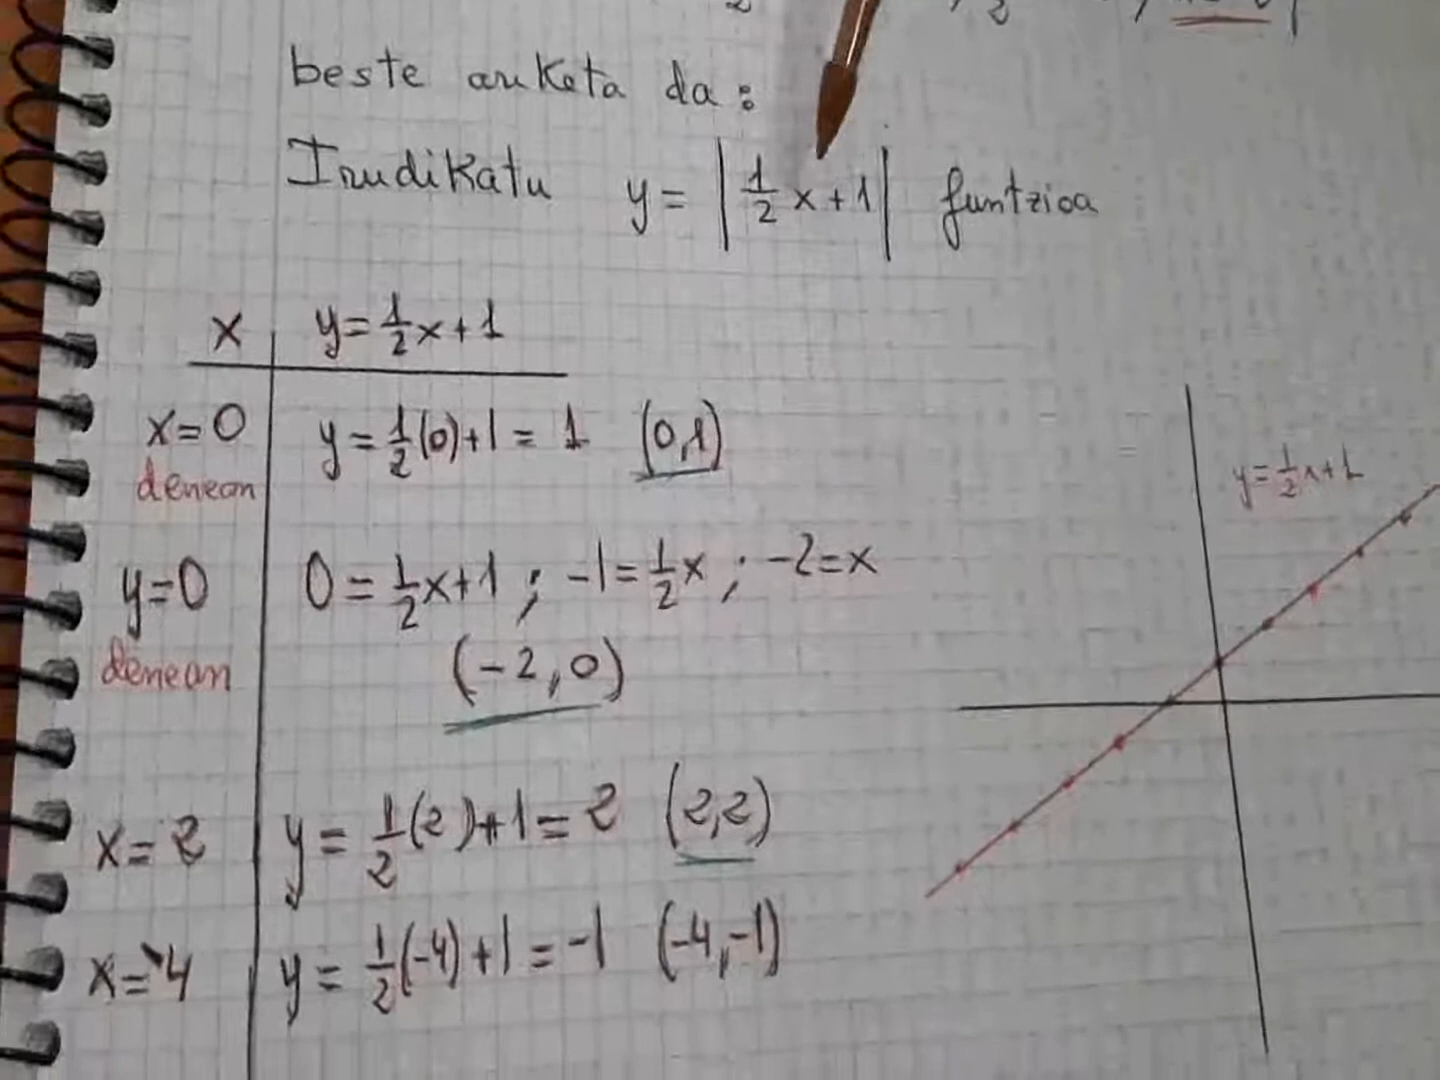 beste auketa da :
Irudikatu y = |1/2 x + 1| funtzioa
x y = 1/2 x + 1
x = 0 y = 1/2 (0) + 1 = 1 (0,1)
denean
y = 0 0 = 1/2 x + 1 ; -1 = 1/2 x ; -2 = x
denean (-2, 0)
x = 2 y = 1/2 (2) + 1 = 2 (2,2)
x = -4 y = 1/2 (-4) + 1 = -1 (-4, -1)
y = 1/2 x + 1